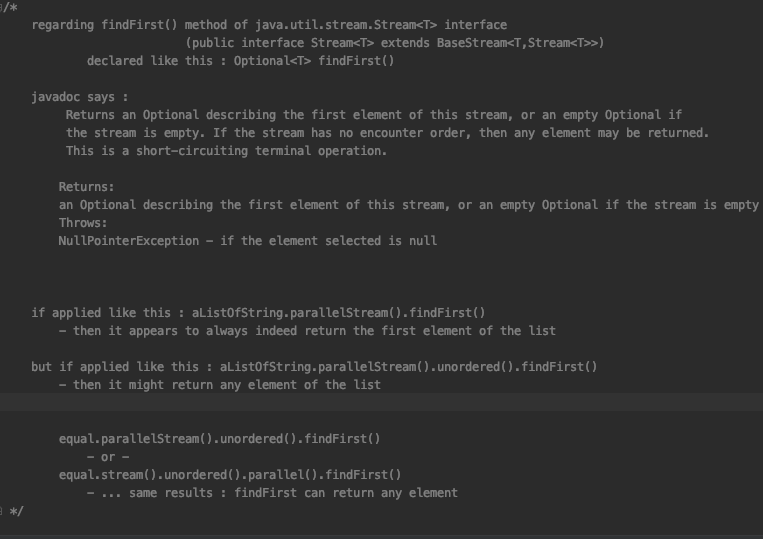 /*
regarding findFirst() method of java.util.stream.Stream<T> interface
(public interface Stream<T> extends BaseStream<T,Stream<T>>)
declared like this : Optional<T> findFirst()
javadoc says :
Returns an Optional describing the first element of this stream, or an empty Optional if
the stream is empty. If the stream has no encounter order, then any element may be returned.
This is a short-circuiting terminal operation.
Returns:
an Optional describing the first element of this stream, or an empty Optional if the stream is empty
Throws:
NullPointerException – if the element selected is null
if applied like this : aListOfString.parallelStream().findFirst()
– then it appears to always indeed return the first element of the list
but if applied like this : aListOfString.parallelStream().unordered().findFirst()
– then it might return any element of the list
equal.parallelStream().unordered().findFirst()
– or –
equal.stream().unordered().parallel().findFirst()
– ... same results : findFirst can return any element
*/